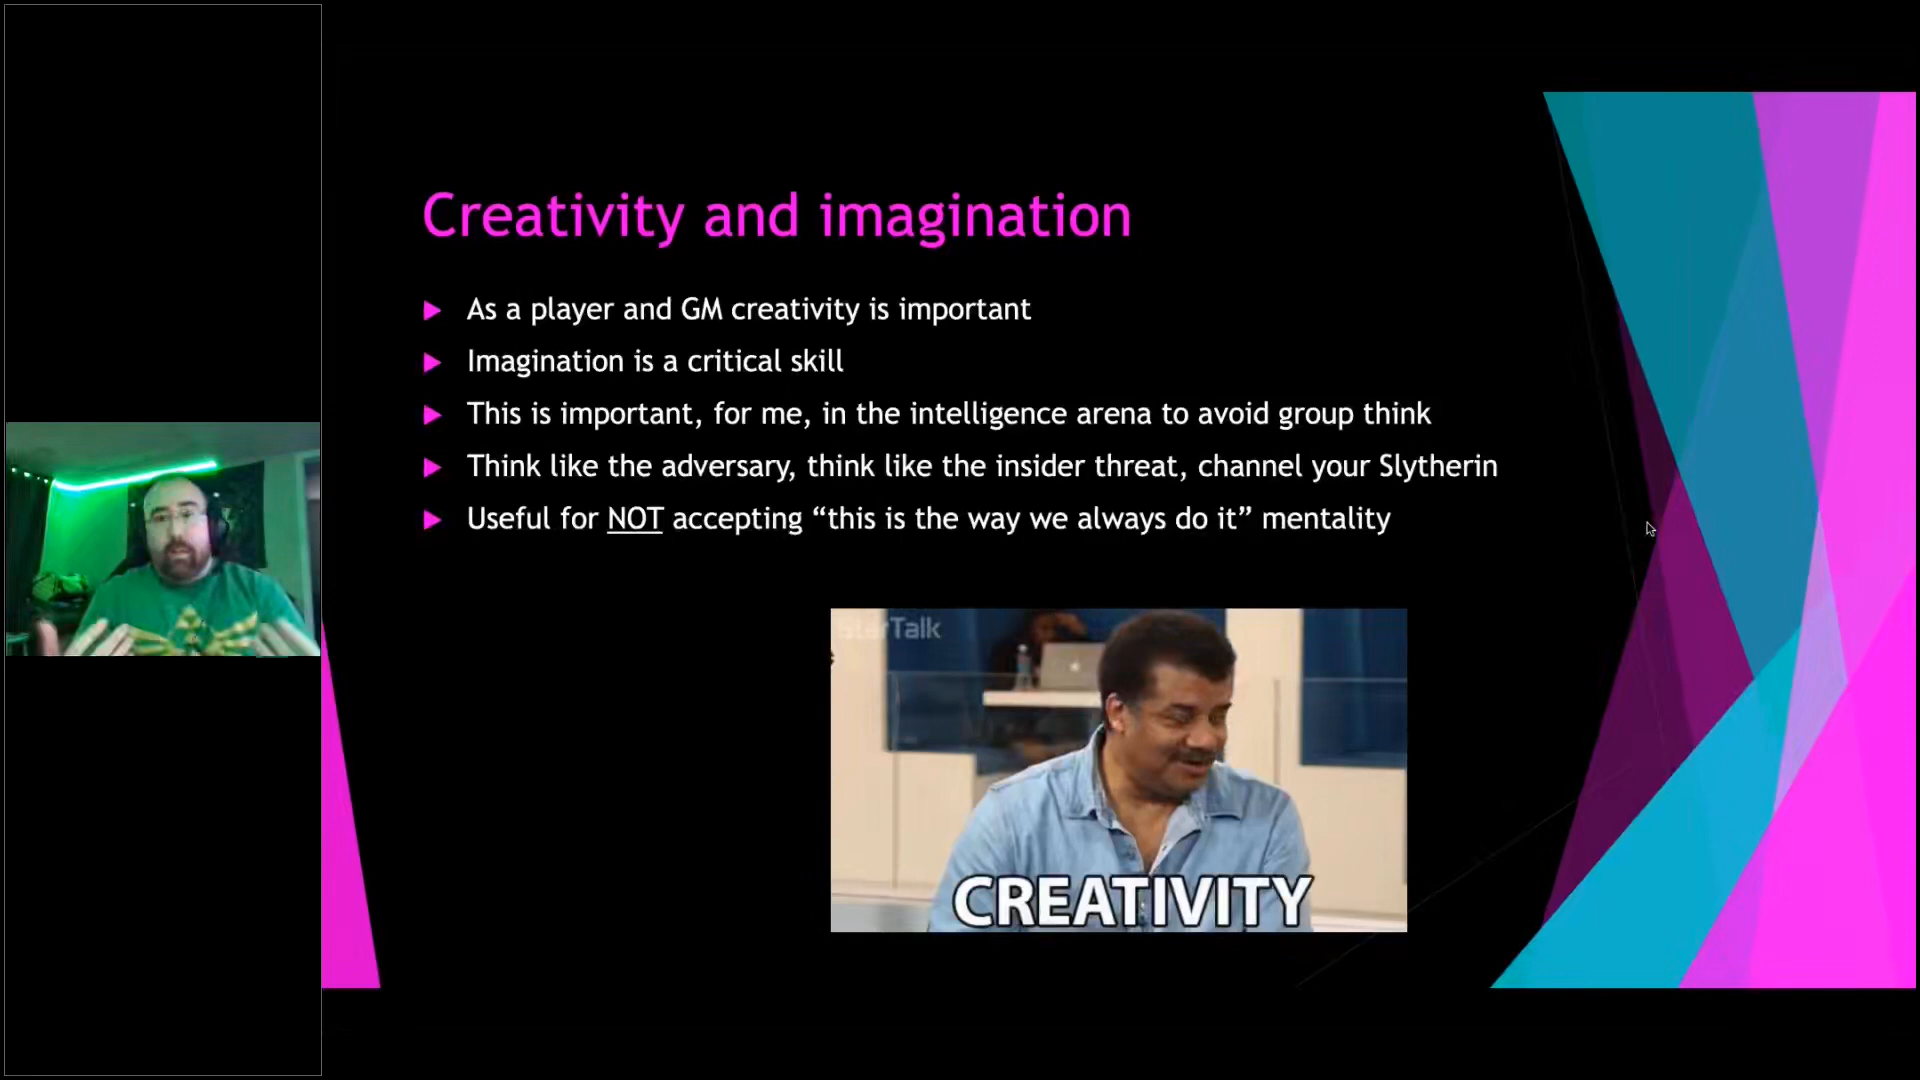 Creativity and imagination
As a player and GM creativity is important
Imagination is a critical skill
This is important, for me, in the intelligence arena to avoid group think
Think like the adversary, think like the insider threat, channel your Slytherin
Useful for NOT accepting “this is the way we always do it” mentality
StarTalk
CREATIVITY